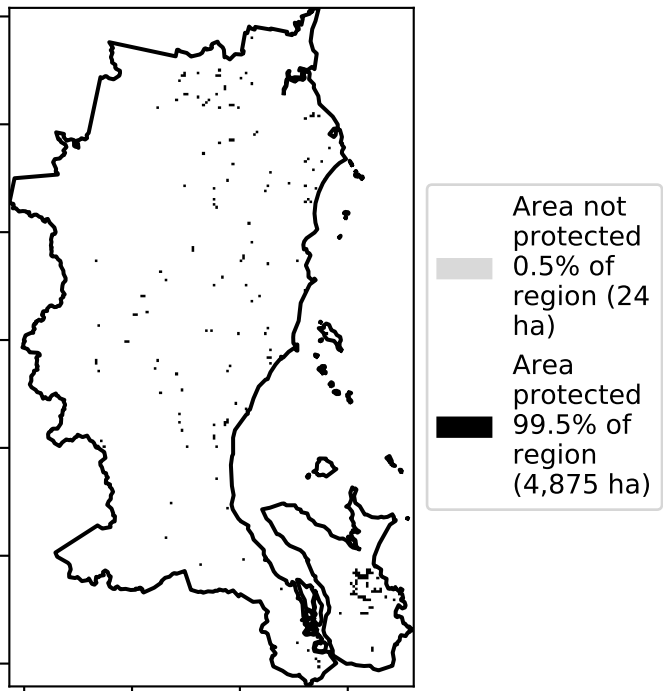 Area not
protected
0.5% of
region (24
ha)
Area
protected
99.5% of
region
(4,875 ha)